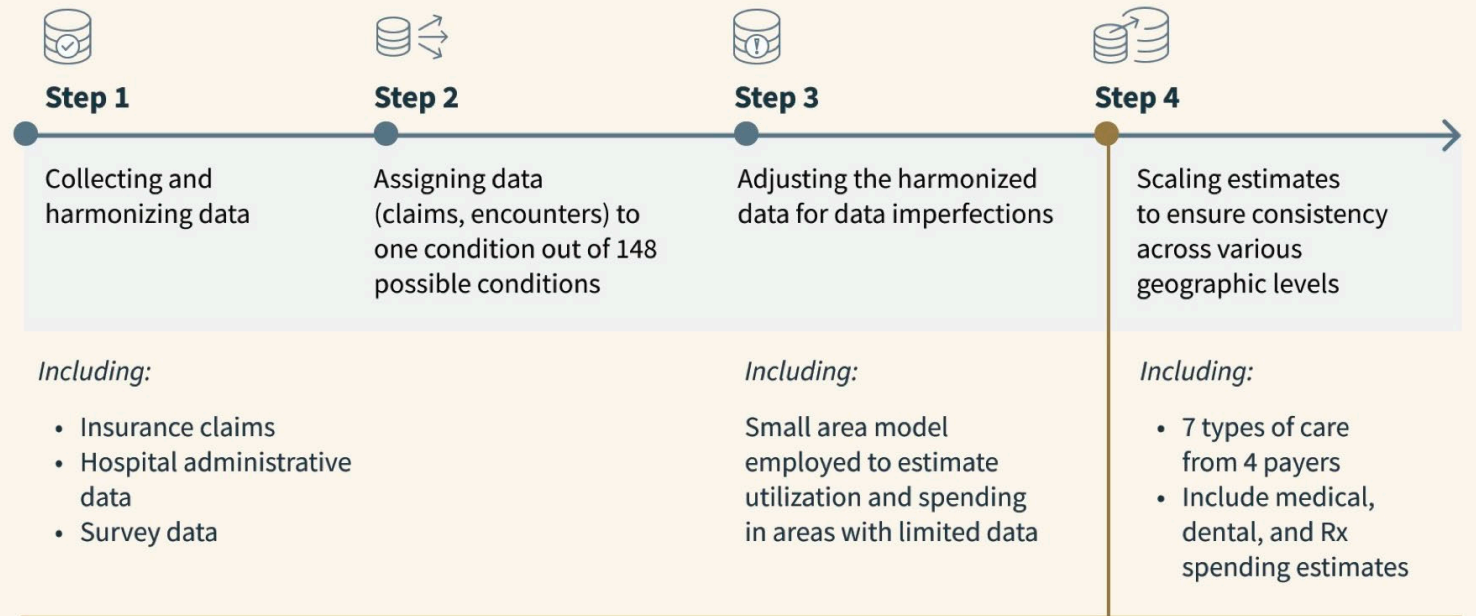 Step 1
Collecting and
harmonizing data
Including:
• Insurance claims
• Hospital administrative
data
• Survey data
Step 2
Assigning data
(claims, encounters) to
one condition out of 148
possible conditions
Step 3
Adjusting the harmonized
data for data imperfections
Including:
Small area model
employed to estimate
utilization and spending
in areas with limited data
Step 4
Scaling estimates
to ensure consistency
across various
geographic levels
Including:
• 7 types of care
from 4 payers
• Include medical,
dental, and Rx
spending estimates